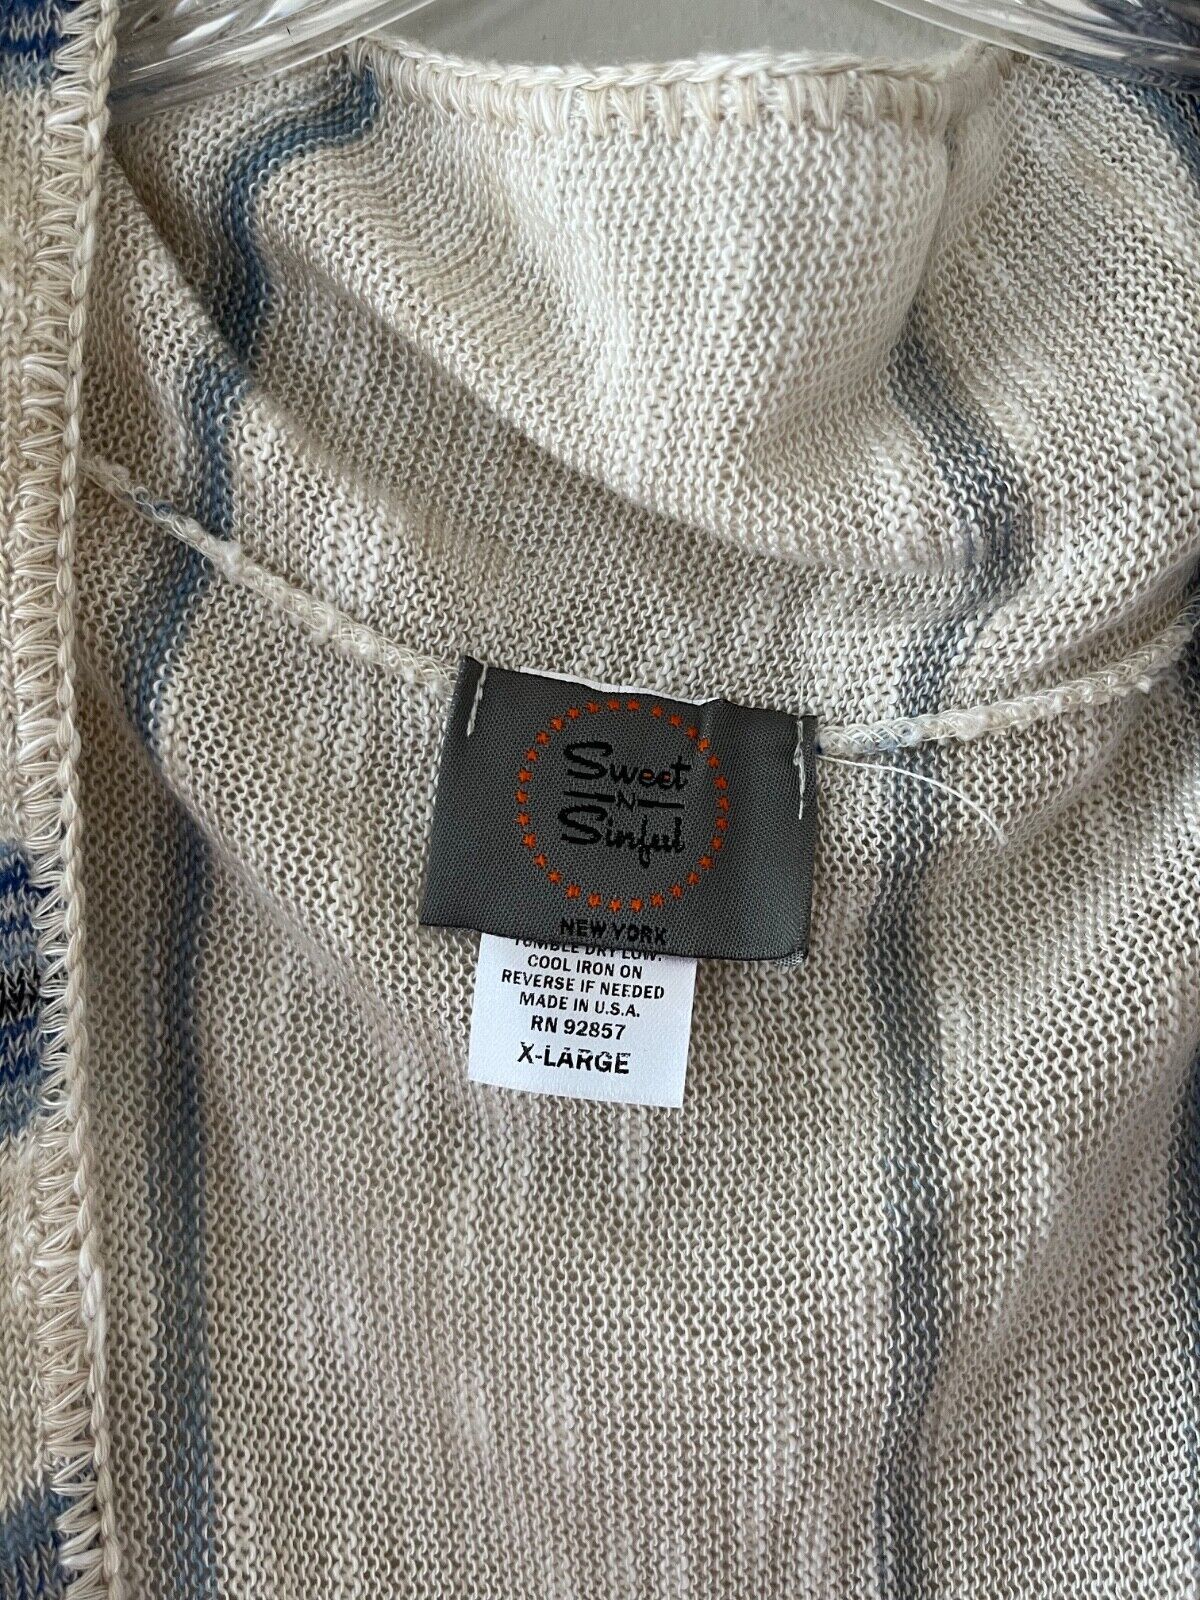 Sweet
N
Sinful
NEW YORK
TUMBLE DRY LOW.
COOL IRON ON
REVERSE IF NEEDED
MADE IN U.S.A.
RN 92857
X-LARGE